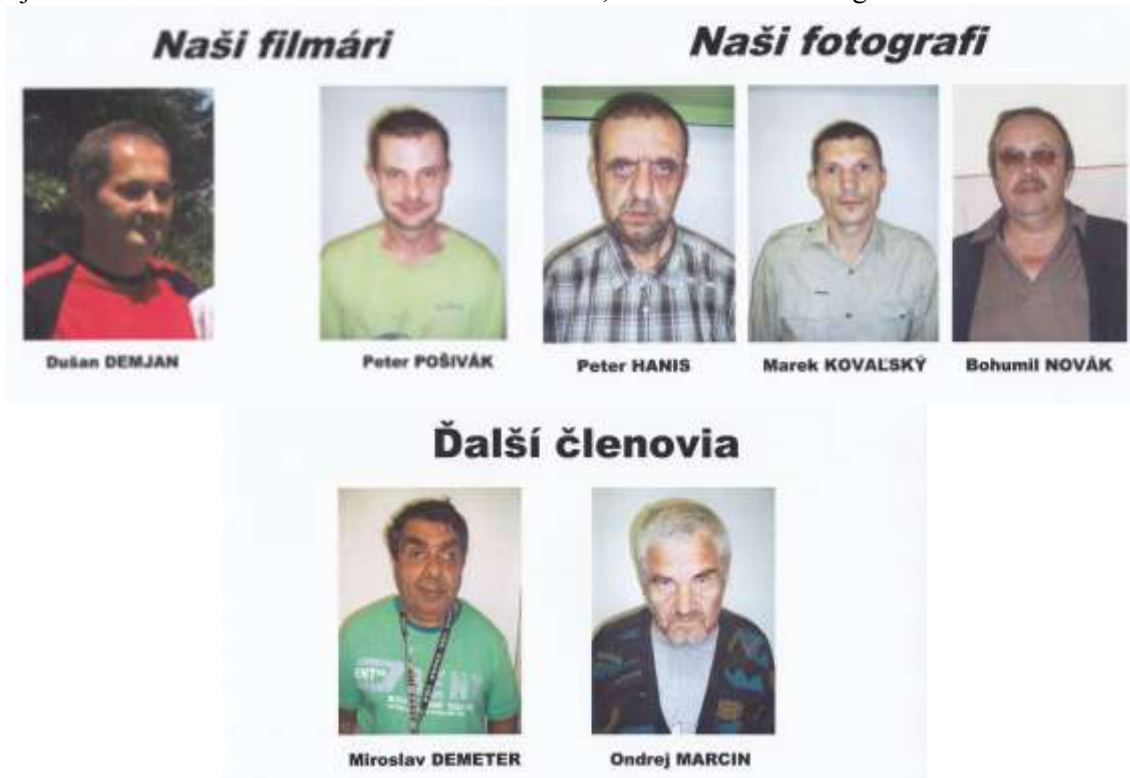 Naši filmári
Naši fotografi
Dušan DEMJAN
Peter POŠIVÁK
Peter HANIS
Marek KOVAĽSKÝ
Bohumil NOVÁK
Ďalší členovia
Miroslav DEMETER
Ondrej MARCIN